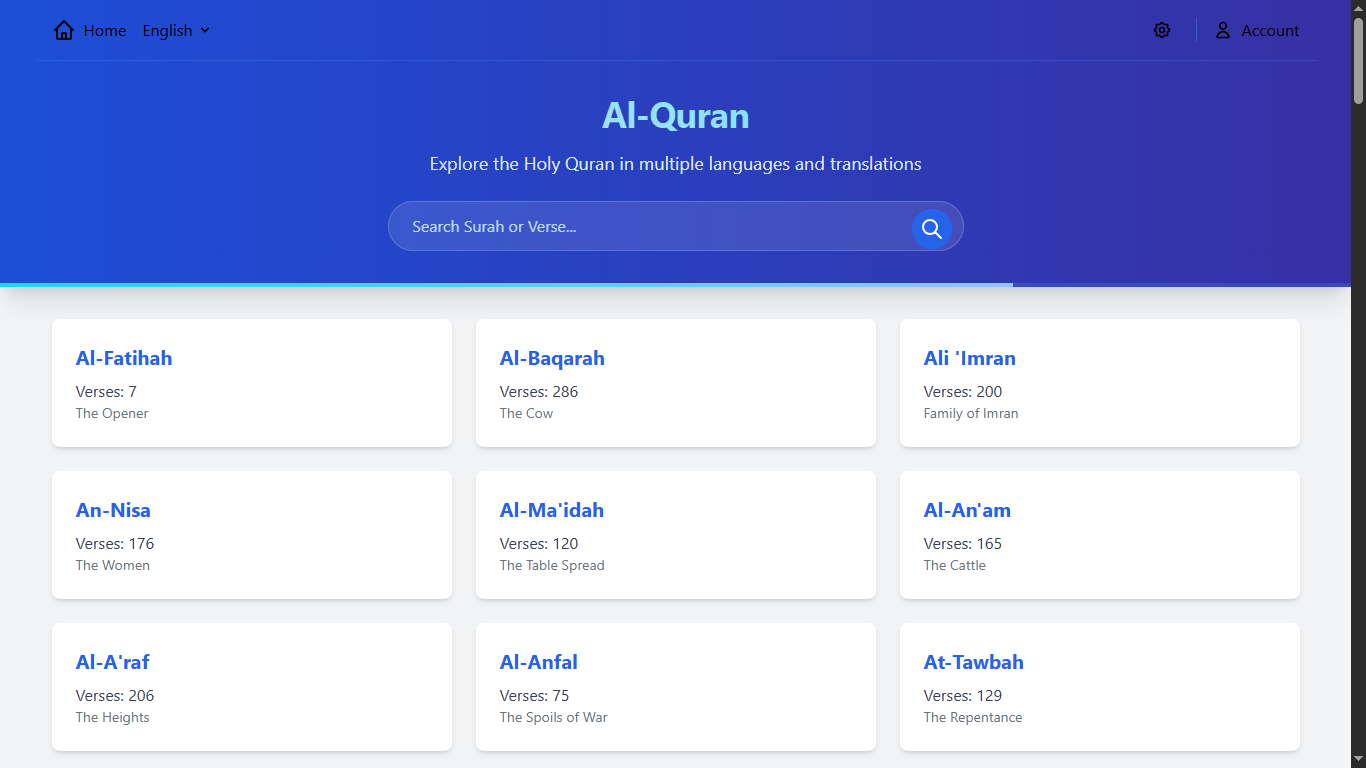 Home English Account
Al-Quran
Explore the Holy Quran in multiple languages and translations
Search Surah or Verse...
Al-Fatihah
Verses: 7
The Opener
Al-Baqarah
Verses: 286
The Cow
Ali 'Imran
Verses: 200
Family of Imran
An-Nisa
Verses: 176
The Women
Al-Ma'idah
Verses: 120
The Table Spread
Al-An'am
Verses: 165
The Cattle
Al-A'raf
Verses: 206
The Heights
Al-Anfal
Verses: 75
The Spoils of War
At-Tawbah
Verses: 129
The Repentance